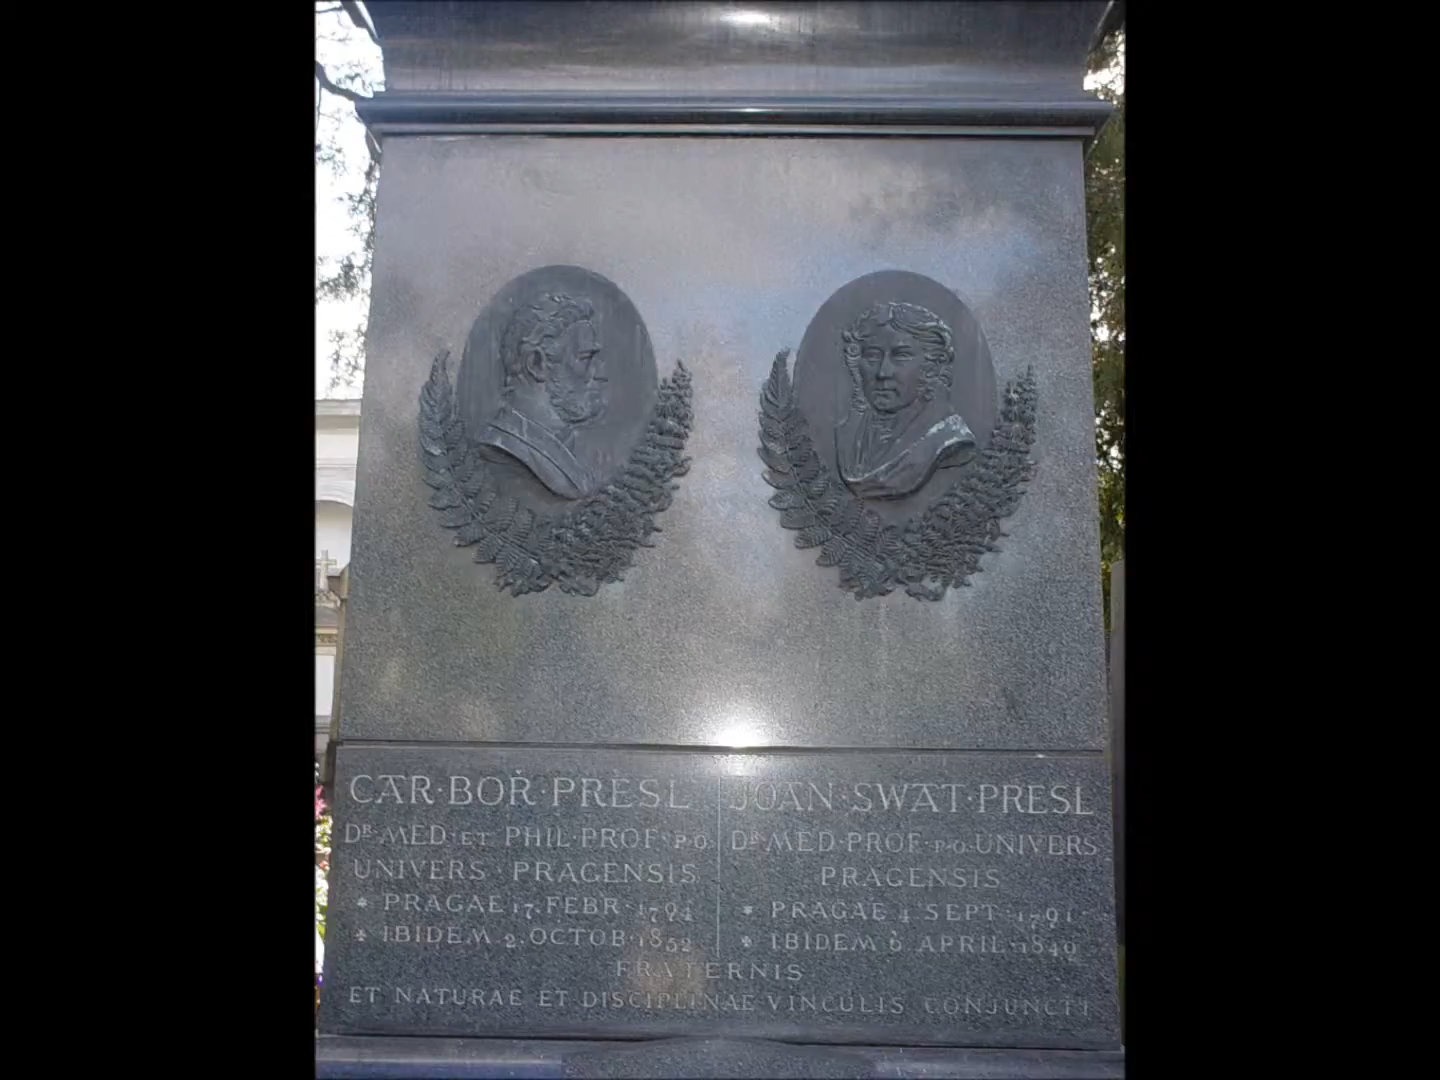 CAR·BOŘ·PRESL
DR·MED·ET PHIL·PROF·P·O·
UNIVERS·PRAGENSIS
* PRAGAE 17·FEBR·1794
✝ IBIDEM 2·OCTOB·1852
JOAN·SWAT·PRESL
DR·MED·PROF·P·O·UNIVERS
PRAGENSIS
* PRAGAE 4 SEPT·1791
✝ IBIDEM 6 APRIL·1849
FRATERNIS
ET NATURAE ET DISCIPLINAE VINCULIS CONJUNCTI